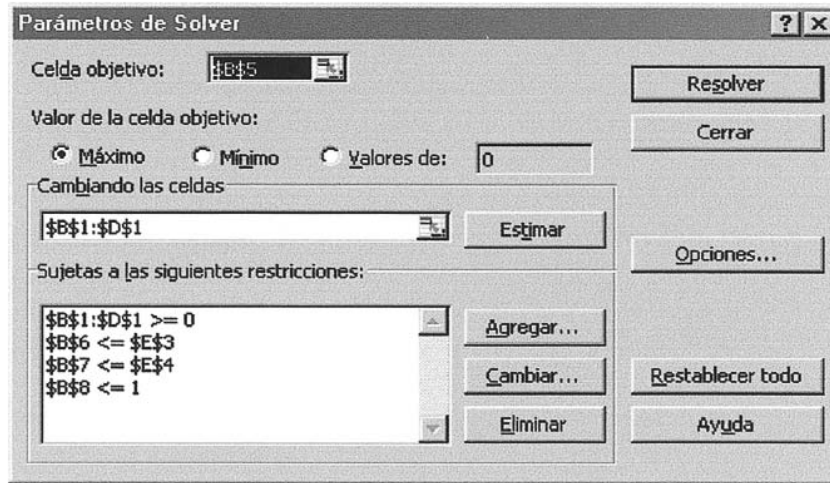 Parámetros de Solver
Celda objetivo: $B$5
Resolver
Valor de la celda objetivo:
Cerrar
Máximo Mínimo Valores de: 0
Cambiando las celdas
$B$1:$D$1 Estimar
Opciones...
Sujetas a las siguientes restricciones:
$B$1:$D$1 >= 0
$B$6 <= $E$3
$B$7 <= $E$4
$B$8 <= 1
Agregar...
Cambiar...
Eliminar
Restablecer todo
Ayuda